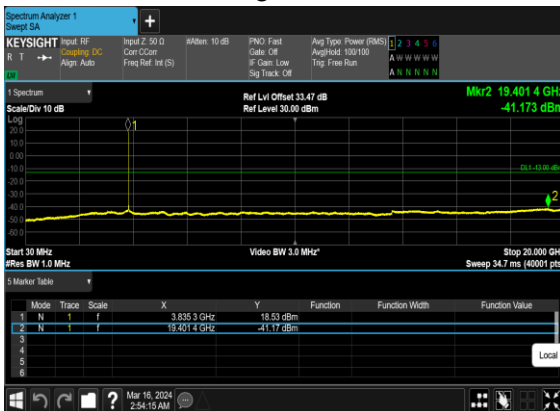 Spectrum Analyzer 1
Swept SA
+
KEYSIGHT
R T
LV
Input: RF
Coupling: DC
Align: Auto
Input Z: 50 Ω
Corr CCorr
Freq Ref: Int (S)
#Atten: 10 dB
PNO: Fast
Gate: Off
IF Gain: Low
Sig Track: Off
Avg Type: Power (RMS)
Avg|Hold: 100/100
Trig: Free Run
1 2 3 4 5 6
A W W W W W
A N N N N N
1 Spectrum
Scale/Div 10 dB
Ref Lvl Offset 33.47 dB
Ref Level 30.00 dBm
Mkr2 19.401 4 GHz
-41.173 dBm
Log
20.0
10.0
0.00
-10.0
-20.0
-30.0
-40.0
-50.0
-60.0
1
DL1 -13.00 dBm
2
Start 30 MHz
#Res BW 1.0 MHz
Video BW 3.0 MHz*
Stop 20.000 GH
Sweep 34.7 ms (40001 pts
5 Marker Table
Mode Trace Scale X Y Function Function Width Function Value
1 N 1 f 3.835 3 GHz 18.53 dBm
2 N 1 f 19.401 4 GHz -41.17 dBm
3
4
5
6
Local
?
Mar 16, 2024
2:54:15 AM